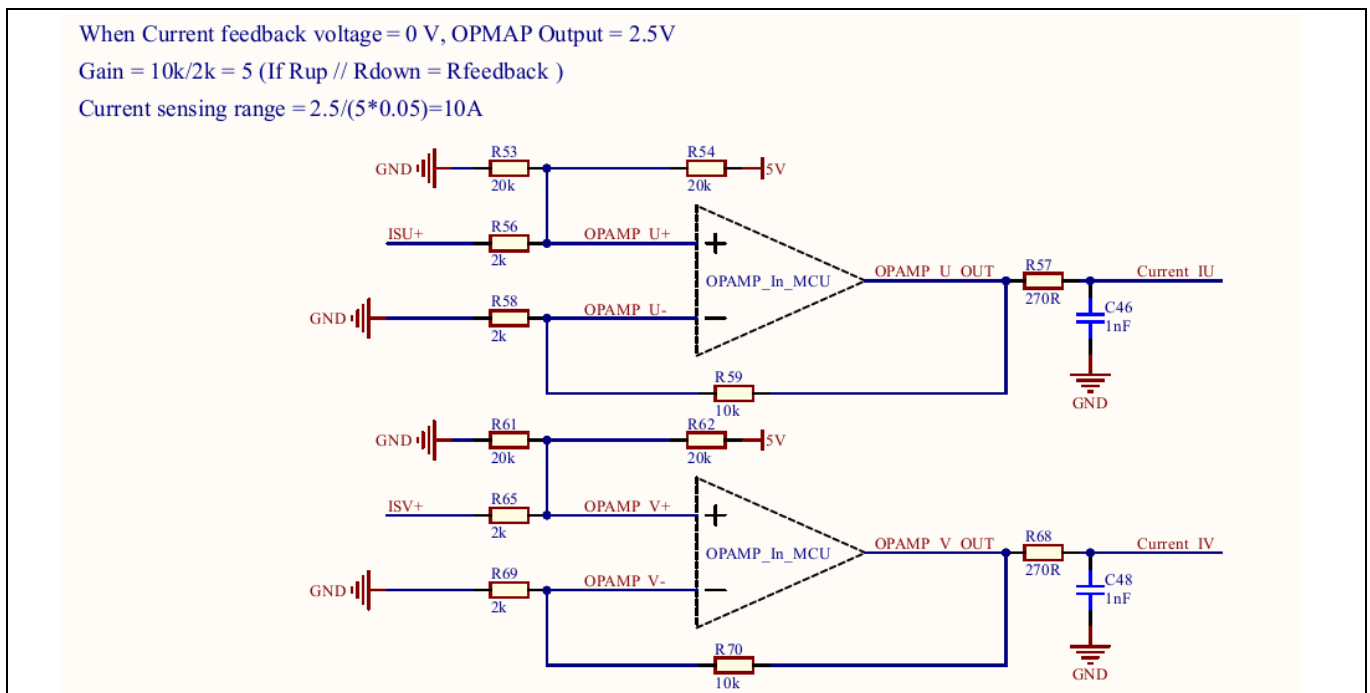 When Current feedback voltage = 0 V, OPMAP Output = 2.5V
Gain = 10k/2k = 5 (If Rup // Rdown = Rfeedback )
Current sensing range = 2.5/(5*0.05)=10A
R53
R54
GND
5V
20k
20k
ISU+
R56
OPAMP_U+
2k
OPAMP_In_MCU
OPAMP_U_OUT
R57
Current_IU
270R
R58
OPAMP_U-
GND
2k
C46
1nF
R59
10k
GND
R61
R62
GND
5V
20k
20k
ISV+
R65
OPAMP_V+
2k
OPAMP_In_MCU
OPAMP_V_OUT
R68
Current_IV
270R
R69
OPAMP_V-
GND
2k
C48
1nF
R70
10k
GND